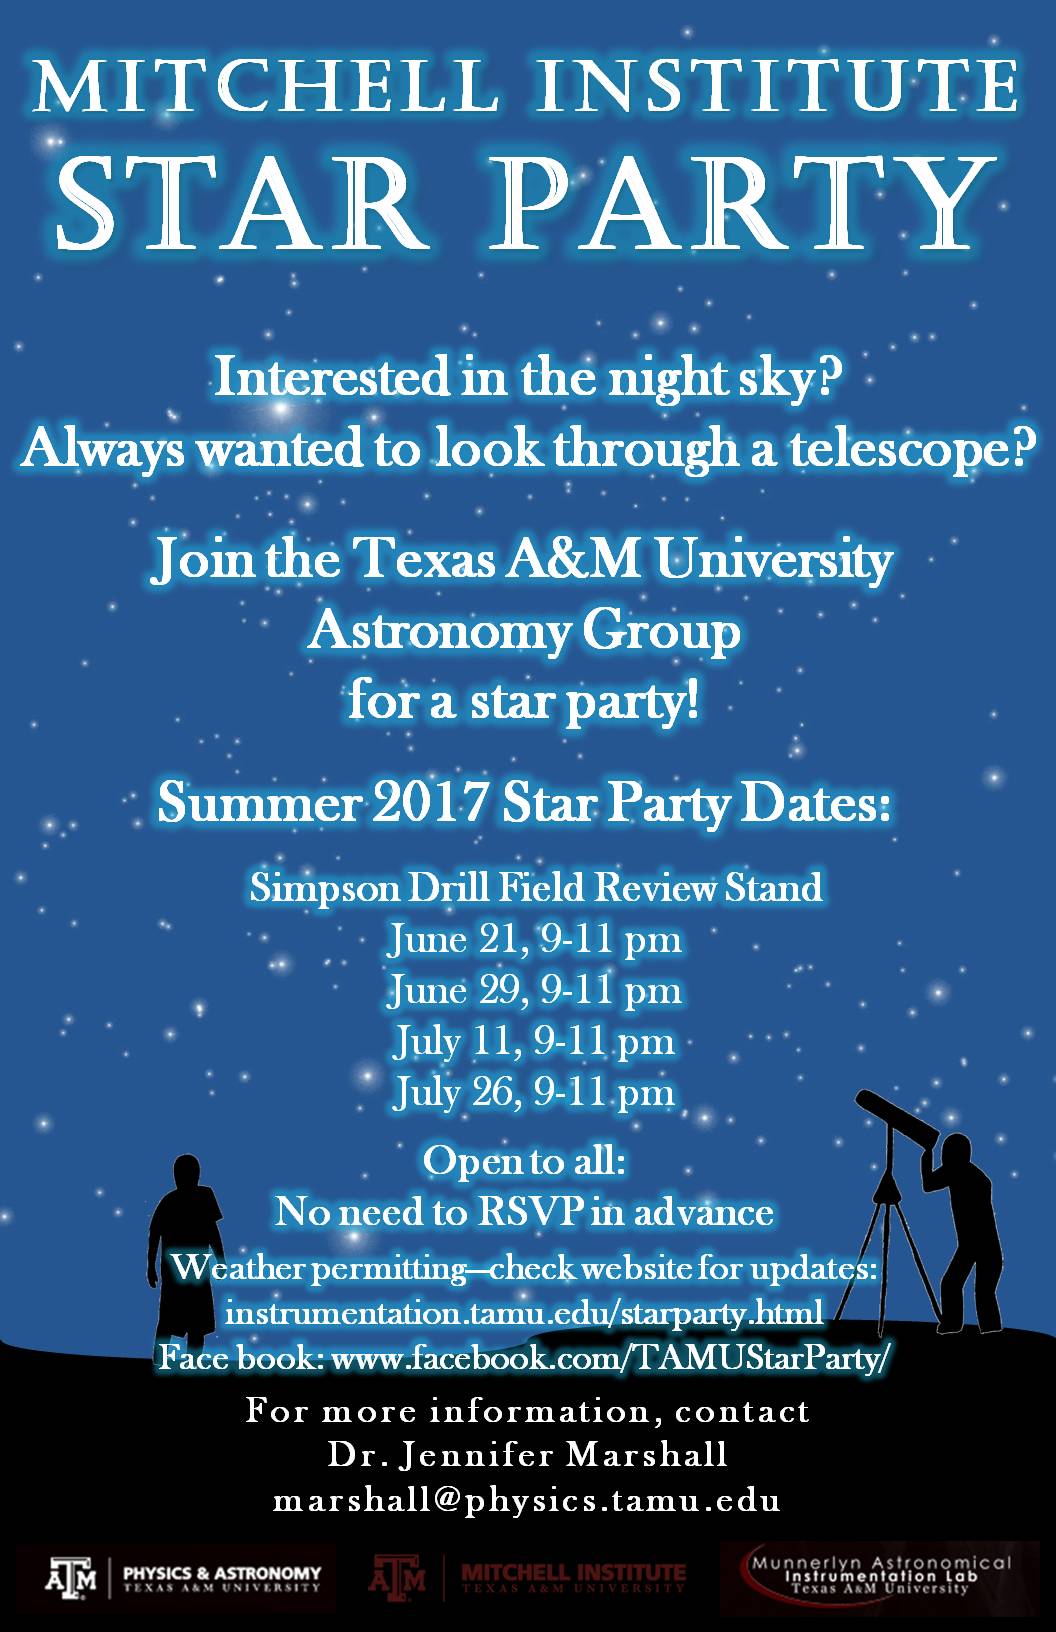 MITCHELL INSTITUTE
STAR PARTY
Interested in the night sky?
Always wanted to look through a telescope?
Join the Texas A&M University
Astronomy Group
for a star party!
Summer 2017 Star Party Dates:
Simpson Drill Field Review Stand
June 21, 9-11 pm
June 29, 9-11 pm
July 11, 9-11 pm
July 26, 9-11 pm
Open to all:
No need to RSVP in advance
Weather permitting—check website for updates:
instrumentation.tamu.edu/starparty.html
Face book: www.facebook.com/TAMUStarParty/
For more information, contact
Dr. Jennifer Marshall
marshall@physics.tamu.edu
ATM PHYSICS & ASTRONOMY
TEXAS A&M UNIVERSITY
ATM MITCHELL INSTITUTE
TEXAS A&M UNIVERSITY
Munnerlyn Astronomical
Instrumentation Lab
Texas A&M University